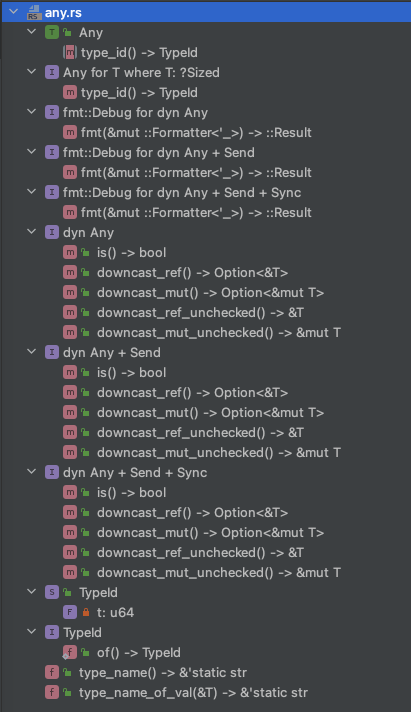 any.rs
T Any
m type_id() -> TypeId
I Any for T where T: ?Sized
m type_id() -> TypeId
I fmt::Debug for dyn Any
m fmt(&mut ::Formatter<'_>) -> ::Result
I fmt::Debug for dyn Any + Send
m fmt(&mut ::Formatter<'_>) -> ::Result
I fmt::Debug for dyn Any + Send + Sync
m fmt(&mut ::Formatter<'_>) -> ::Result
I dyn Any
m is() -> bool
m downcast_ref() -> Option<&T>
m downcast_mut() -> Option<&mut T>
m downcast_ref_unchecked() -> &T
m downcast_mut_unchecked() -> &mut T
I dyn Any + Send
m is() -> bool
m downcast_ref() -> Option<&T>
m downcast_mut() -> Option<&mut T>
m downcast_ref_unchecked() -> &T
m downcast_mut_unchecked() -> &mut T
I dyn Any + Send + Sync
m is() -> bool
m downcast_ref() -> Option<&T>
m downcast_mut() -> Option<&mut T>
m downcast_ref_unchecked() -> &T
m downcast_mut_unchecked() -> &mut T
S TypeId
F t: u64
I TypeId
f of() -> TypeId
f type_name() -> &'static str
f type_name_of_val(&T) -> &'static str